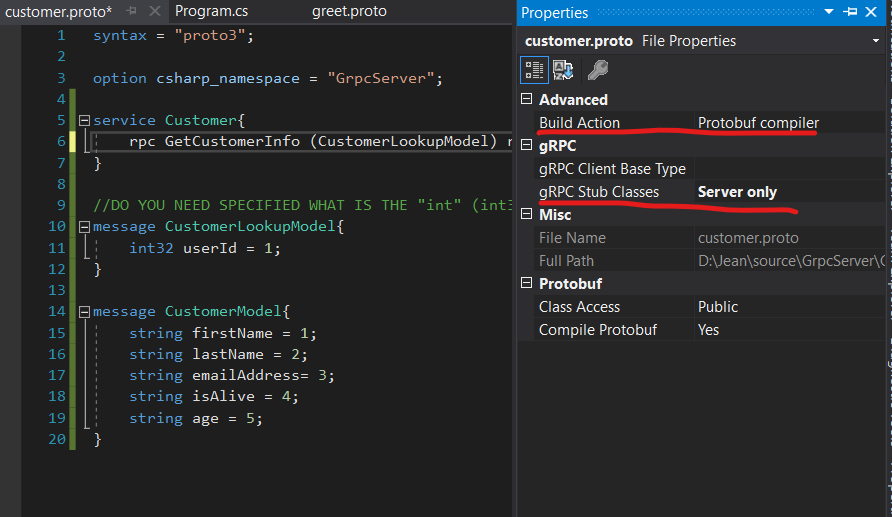 customer.proto* Program.cs greet.proto
1 syntax = "proto3";
2
3 option csharp_namespace = "GrpcServer";
4
5 service Customer{
6 rpc GetCustomerInfo (CustomerLookupModel) r
7 }
8
9 //DO YOU NEED SPECIFIED WHAT IS THE "int" (int3
10 message CustomerLookupModel{
11 int32 userId = 1;
12 }
13
14 message CustomerModel{
15 string firstName = 1;
16 string lastName = 2;
17 string emailAddress= 3;
18 string isAlive = 4;
19 string age = 5;
20 }
Properties
customer.proto File Properties
Advanced
Build Action Protobuf compiler
gRPC
gRPC Client Base Type
gRPC Stub Classes Server only
Misc
File Name customer.proto
Full Path D:\Jean\source\GrpcServer\G
Protobuf
Class Access Public
Compile Protobuf Yes